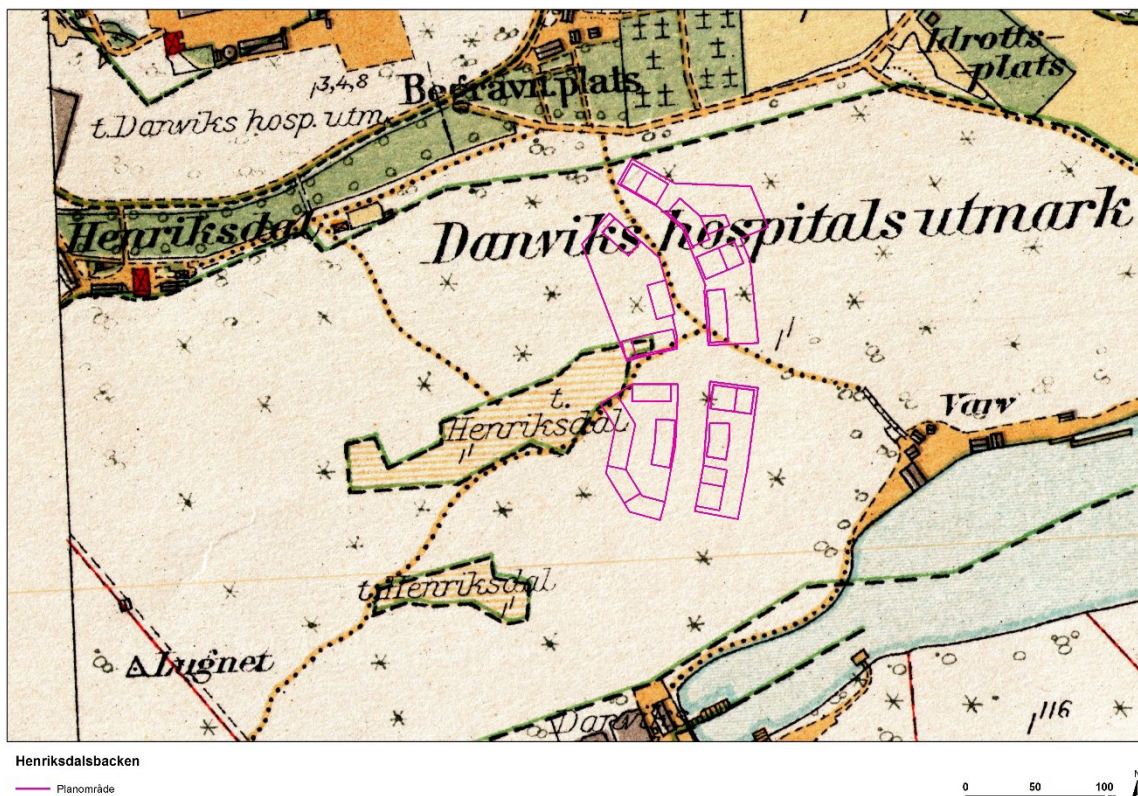 Idrotts-
plats
3,4,8
Begravn.plats
t. Danviks hosp. utm.
Henriksdal
Danviks hospitals utmark
t.
Henriksdal
Varv
t. Henriksdal
Lugnet
Danviks
116
Henriksdalsbacken
Planområde
0 50 100
N